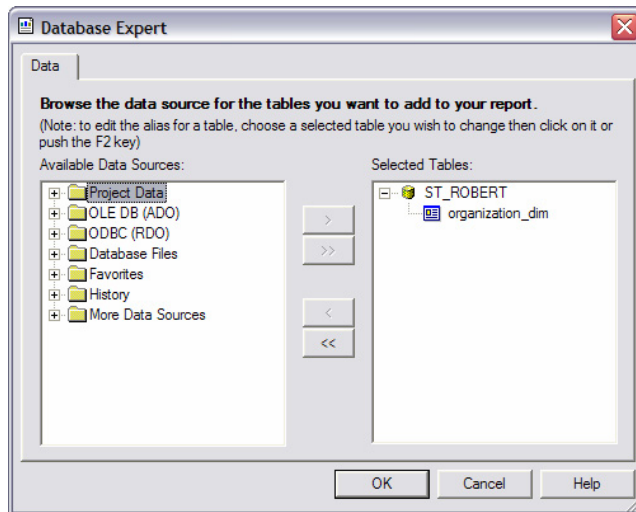 Database Expert
Data
Browse the data source for the tables you want to add to your report.
(Note: to edit the alias for a table, choose a selected table you wish to change then click on it or
push the F2 key)
Available Data Sources:
Selected Tables:
Project Data
OLE DB (ADO)
ODBC (RDO)
Database Files
Favorites
History
More Data Sources
>
>>
<
<<
ST_ROBERT
organization_dim
OK
Cancel
Help